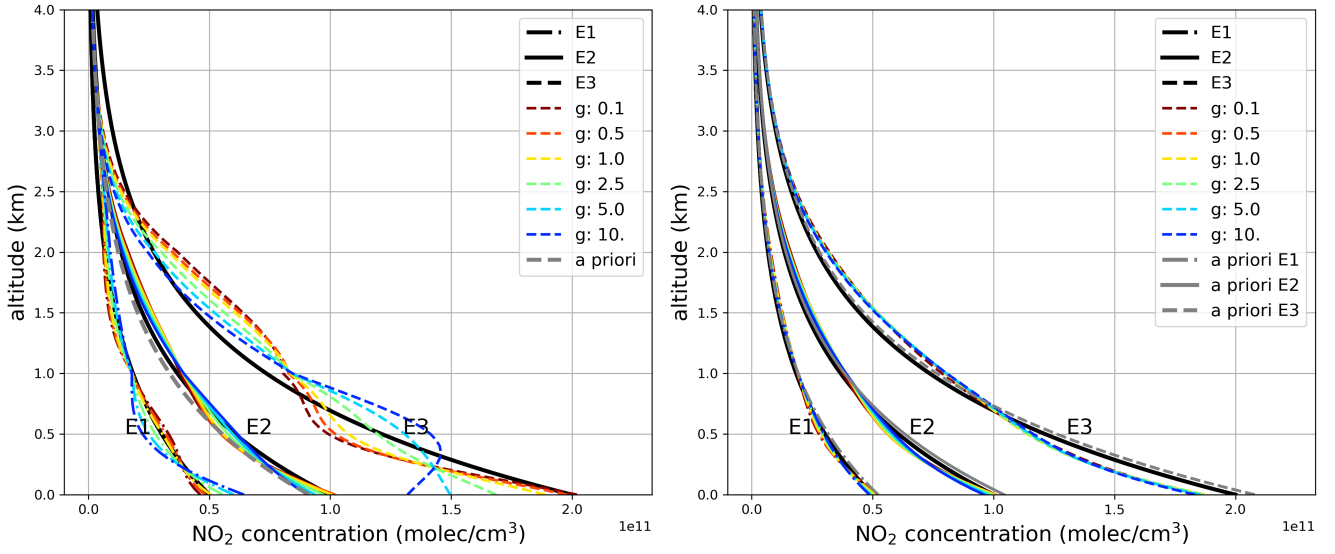 4.0
3.5
3.0
2.5
2.0
1.5
1.0
0.5
0.0
altitude (km)
0.0
0.5
1.0
1.5
2.0
1e11
NO₂ concentration (molec/cm³)
E1
E2
E3
E1
E2
E3
g: 0.1
g: 0.5
g: 1.0
g: 2.5
g: 5.0
g: 10.
a priori
4.0
3.5
3.0
2.5
2.0
1.5
1.0
0.5
0.0
altitude (km)
0.0
0.5
1.0
1.5
2.0
1e11
NO₂ concentration (molec/cm³)
E1
E2
E3
E1
E2
E3
g: 0.1
g: 0.5
g: 1.0
g: 2.5
g: 5.0
g: 10.
a priori E1
a priori E2
a priori E3